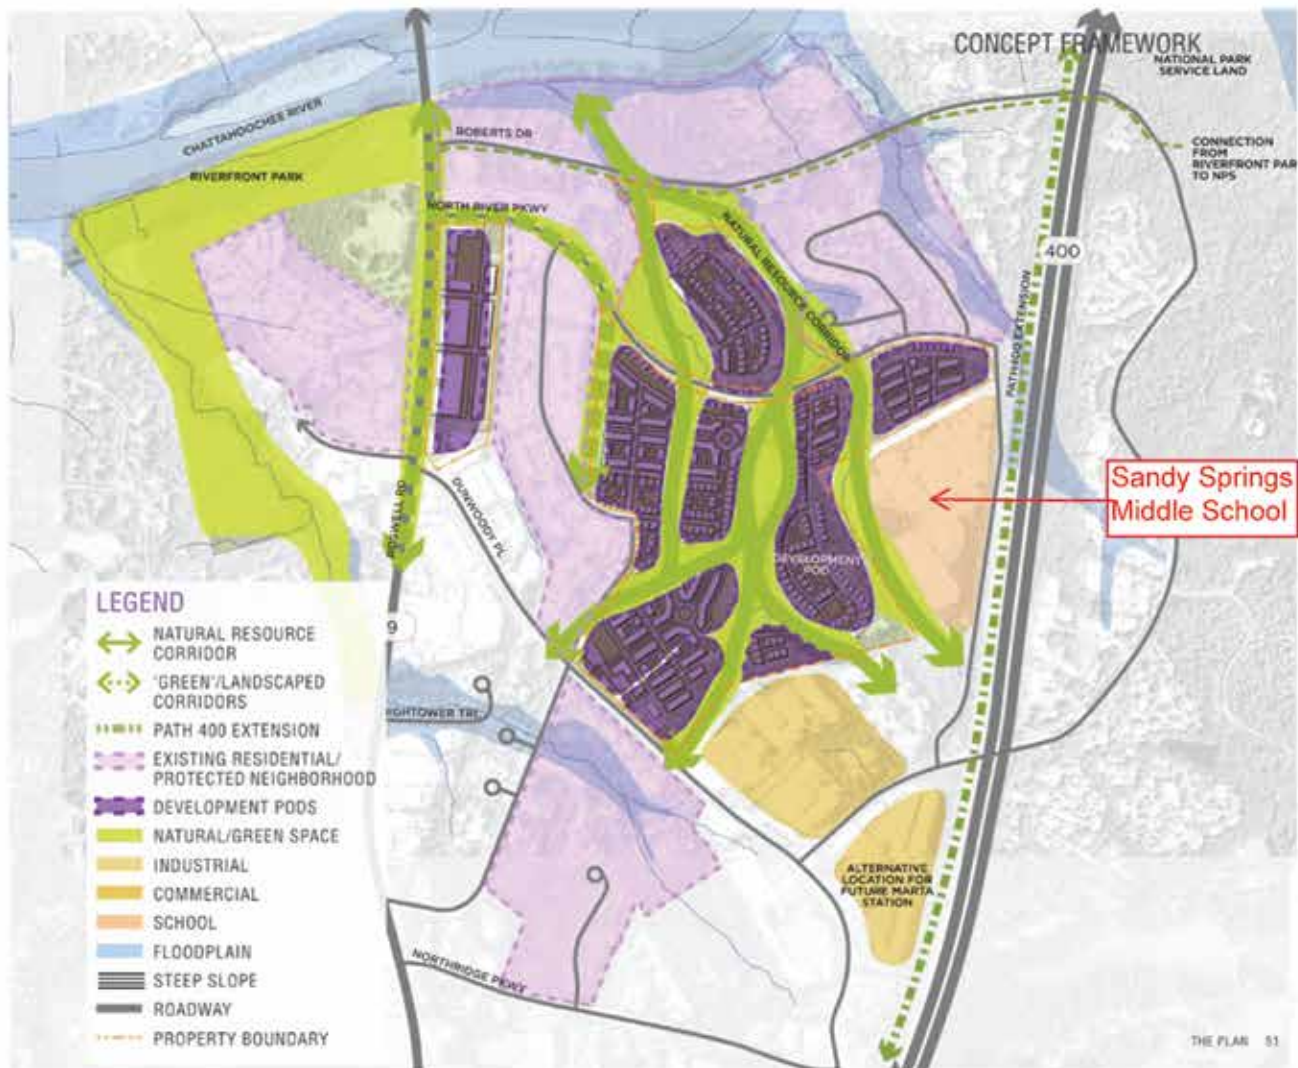 CONCEPT FRAMEWORK
NATIONAL PARK
SERVICE LAND
CHATTAHOOCHEE RIVER
ROBERTS DR
CONNECTION
FROM
RIVERFRONT PAR
TO NPS
RIVERFRONT PARK
NORTH RIVER PKWY
NATURAL RESOURCE CORRIDOR
400
PATH 400 EXTENSION
Sandy Springs
Middle School
ROSWELL RD
DUNWOODY PL
DEVELOPMENT
POD
LEGEND
NATURAL RESOURCE
CORRIDOR
'GREEN'/LANDSCAPED
CORRIDORS
PATH 400 EXTENSION
EXISTING RESIDENTIAL/
PROTECTED NEIGHBORHOOD
DEVELOPMENT PODS
NATURAL/GREEN SPACE
INDUSTRIAL
COMMERCIAL
SCHOOL
FLOODPLAIN
STEEP SLOPE
ROADWAY
PROPERTY BOUNDARY
9
IGHTOWER TRL
ALTERNATIVE
LOCATION FOR
FUTURE MARTA
STATION
NORTHRIDGE PKWY
THE PLAN 51